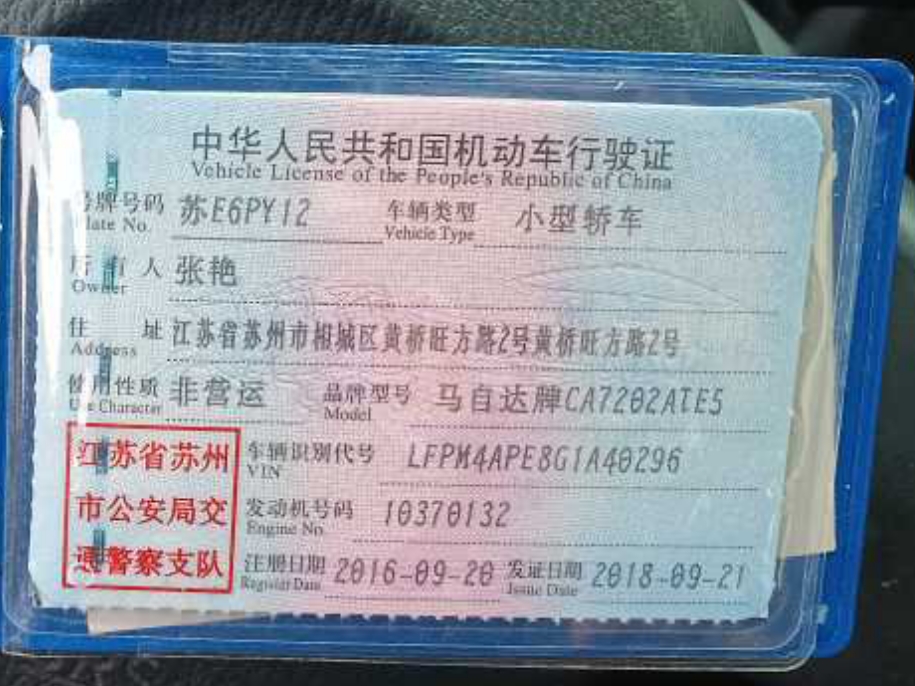 中华人民共和国机动车行驶证
Vehicle License of the People's Republic of China
号牌号码 苏E6PY12 车辆类型 小型轿车
Plate No. Vehicle Type
所有人 张艳
Owner
住址 江苏省苏州市相城区黄桥旺方路2号黄桥旺方路2号
Address
使用性质 非营运 品牌型号 马自达牌CA7202ATE5
Use Character Model
江苏省苏州 车辆识别代号 LFPM4APE8G1A40296
VIN
市公安局交 发动机号码 10370132
Engine No.
通警察支队 注册日期 2016-09-20 发证日期 2018-09-21
Register Date Issue Date